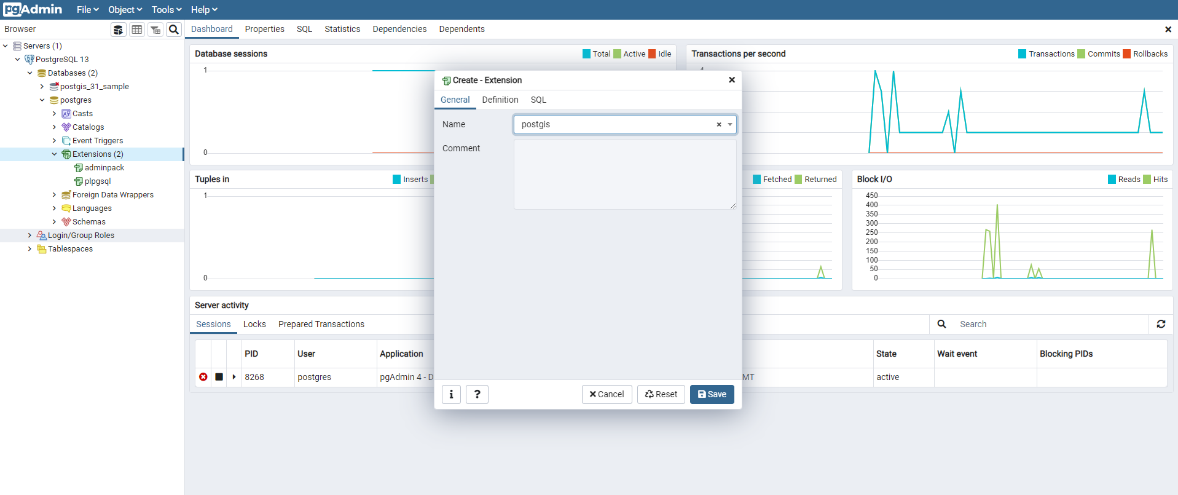 pgAdmin File Object Tools Help
Browser Dashboard Properties SQL Statistics Dependencies Dependents
Servers (1)
PostgreSQL 13
Databases (2)
postgis_31_sample
postgres
Casts
Catalogs
Event Triggers
Extensions (2)
adminpack
plpgsql
Foreign Data Wrappers
Languages
Schemas
Login/Group Roles
Tablespaces
Database sessions Total Active Idle
1
0
Transactions per second Transactions Commits Rollbacks
0
Tuples in Inserts
1
0
Fetched Returned
Block I/O Reads Hits
450
400
350
300
250
200
150
100
50
0
Create - Extension
General Definition SQL
Name postgis
Comment
Cancel Reset Save
Server activity
Sessions Locks Prepared Transactions Search
PID User Application State Wait event Blocking PIDs
8268 postgres pgAdmin 4 - D MT active